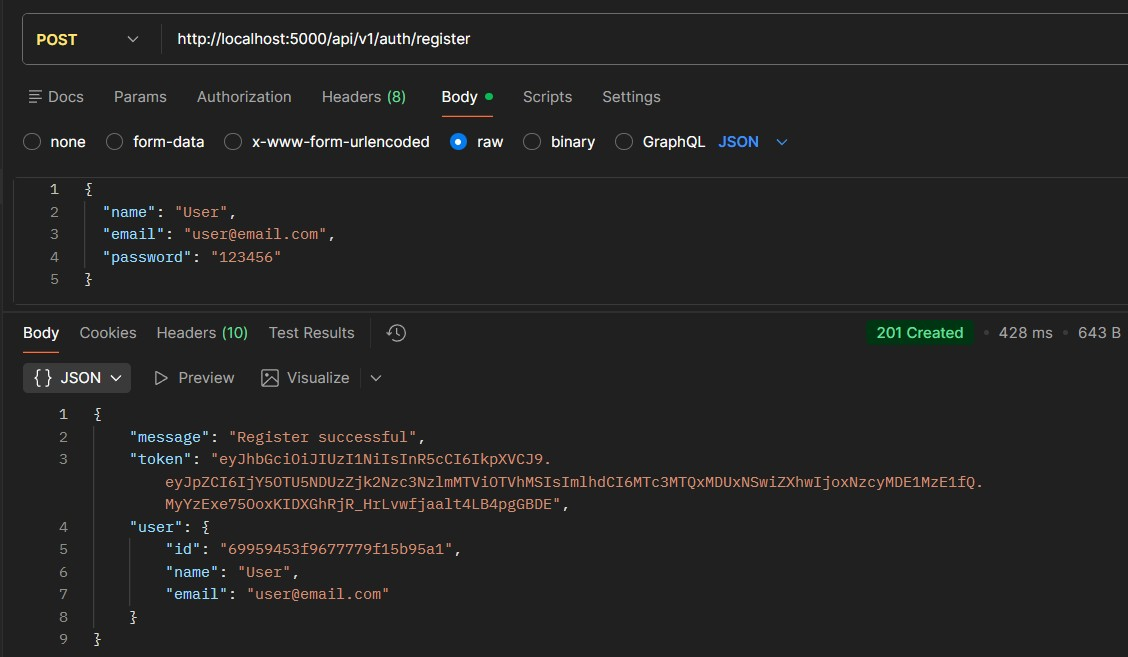 POST http://localhost:5000/api/v1/auth/register
Docs Params Authorization Headers (8) Body Scripts Settings
none form-data x-www-form-urlencoded raw binary GraphQL JSON
1 {
2 "name": "User",
3 "email": "user@email.com",
4 "password": "123456"
5 }
Body Cookies Headers (10) Test Results 201 Created • 428 ms • 643 B
{} JSON Preview Visualize
1 {
2 "message": "Register successful",
3 "token": "eyJhbGciOiJIUzI1NiIsInR5cCI6IkpXVCJ9.
eyJpZCI6IjY5OTU5NDUzZjk2Nzc3NzlmMTViOTVhMSIsImlhdCI6MTc3MTQxMDUxNSwiZXhwIjoxNzcyMDE1MzE1fQ.
MyYzExe75OoxKIDXGhRjR_HrLvwfjaalt4LB4pgGBDE",
4 "user": {
5 "id": "69959453f9677779f15b95a1",
6 "name": "User",
7 "email": "user@email.com"
8 }
9 }